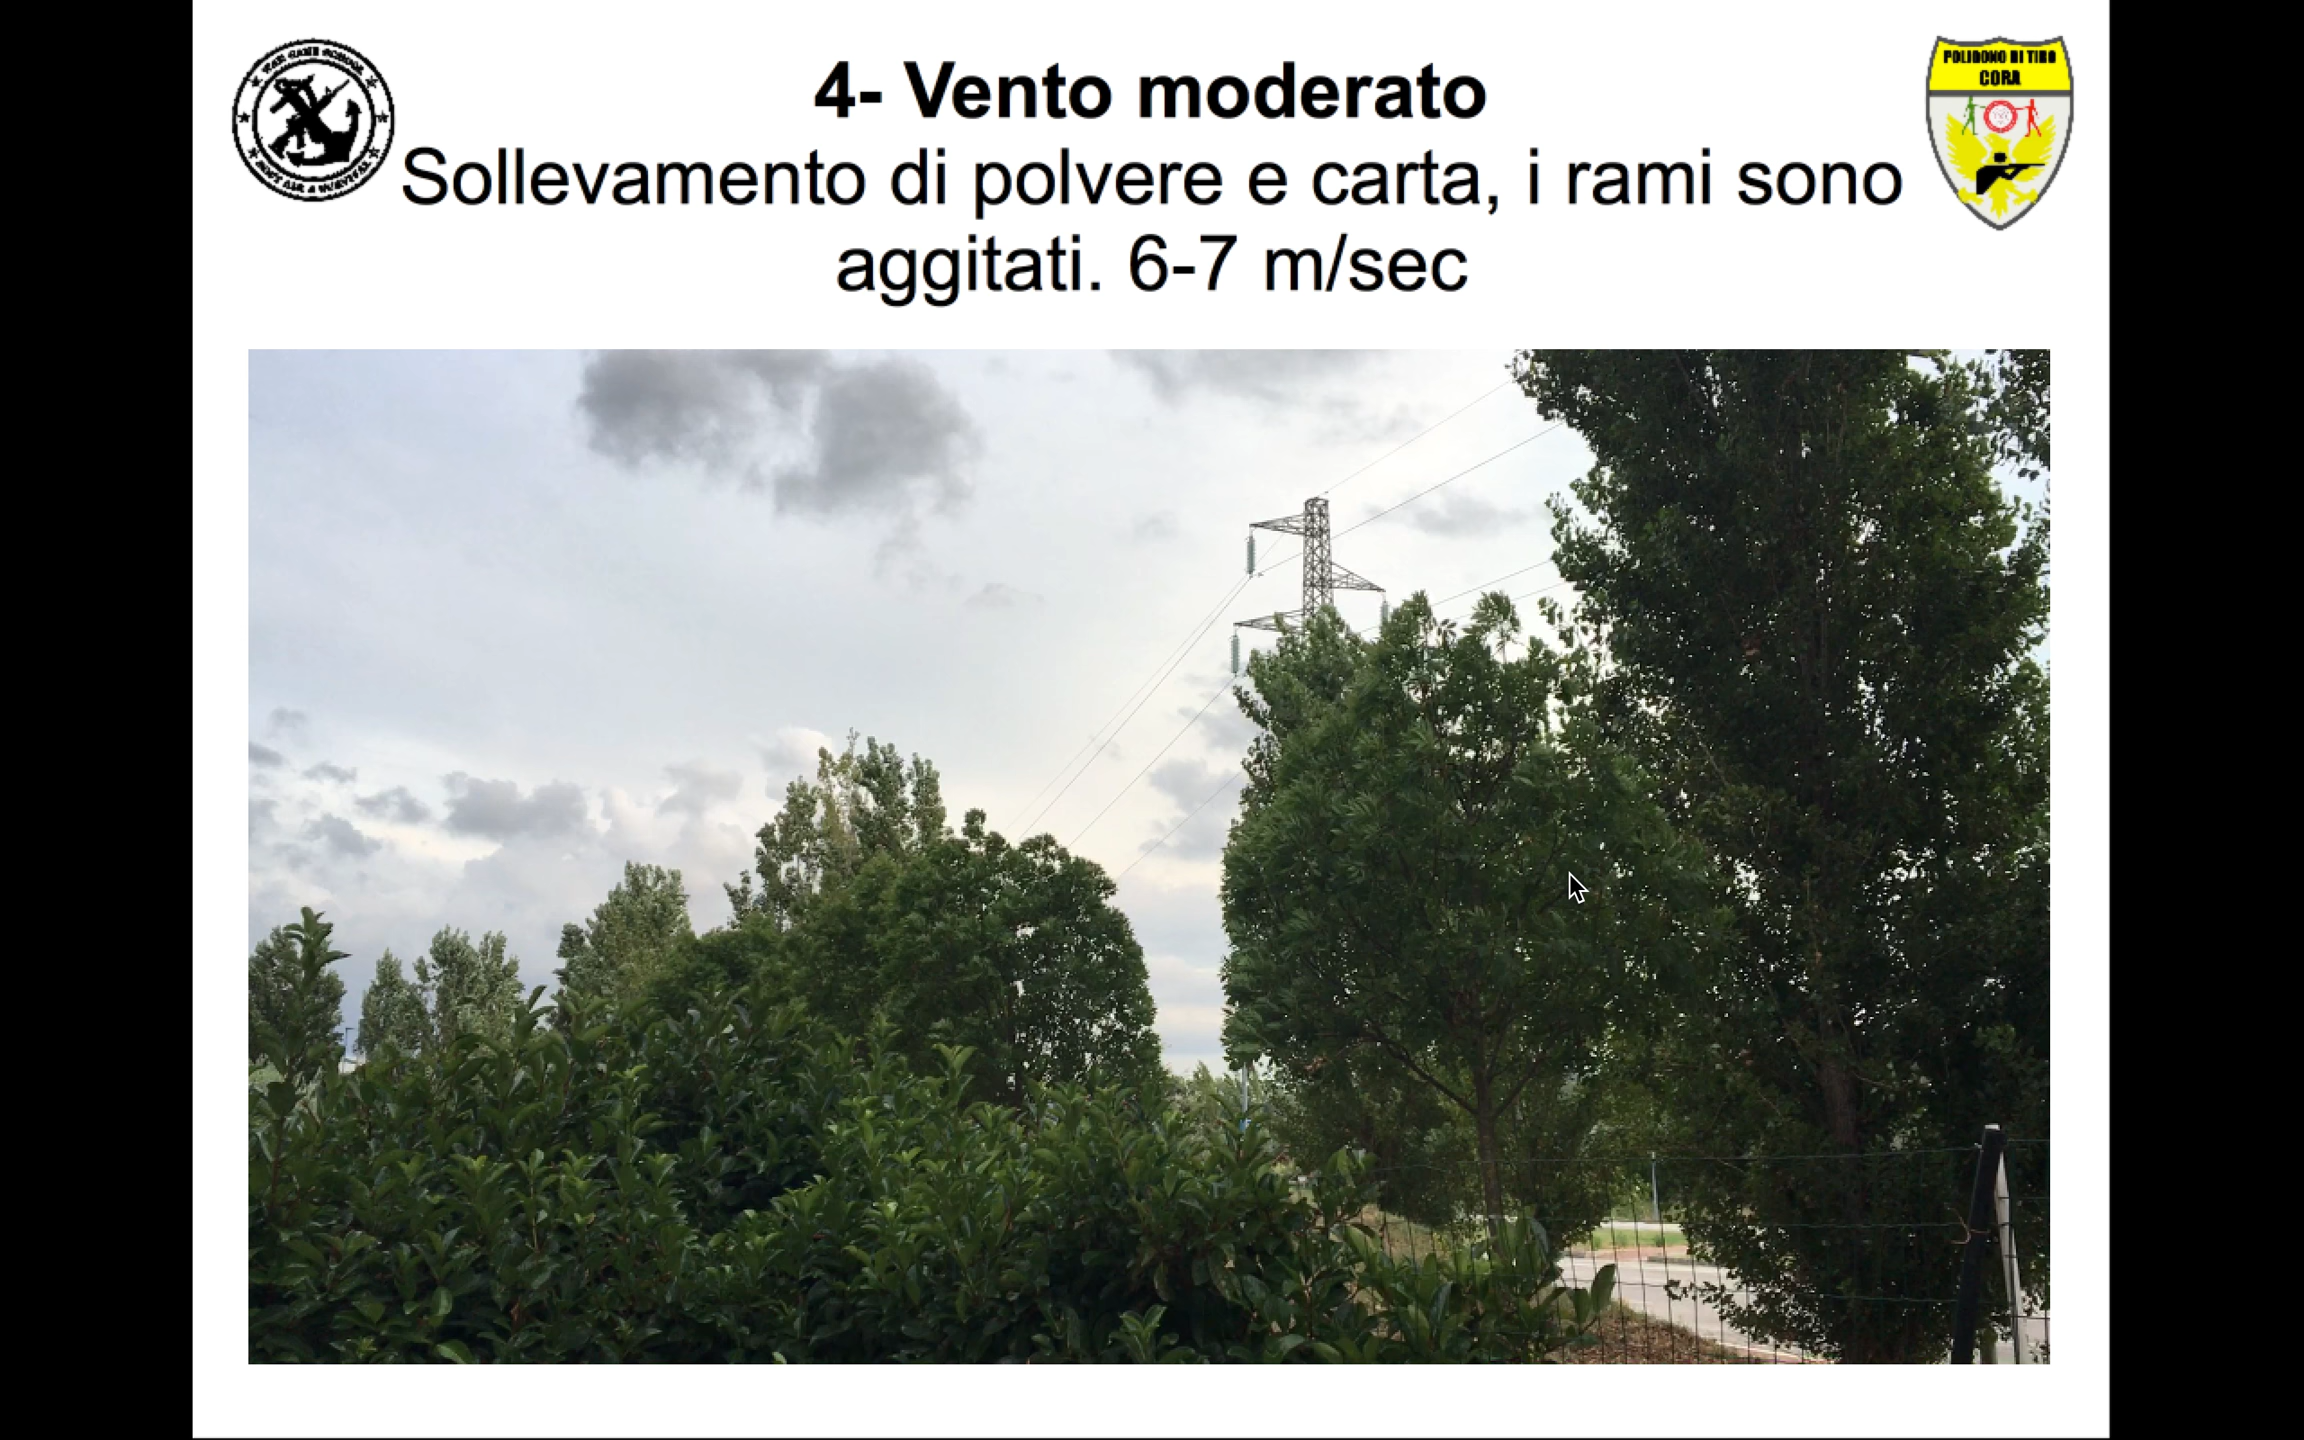 4- Vento moderato
Sollevamento di polvere e carta, i rami sono
aggitati. 6-7 m/sec
POLIGONO DI TIRO
CORA